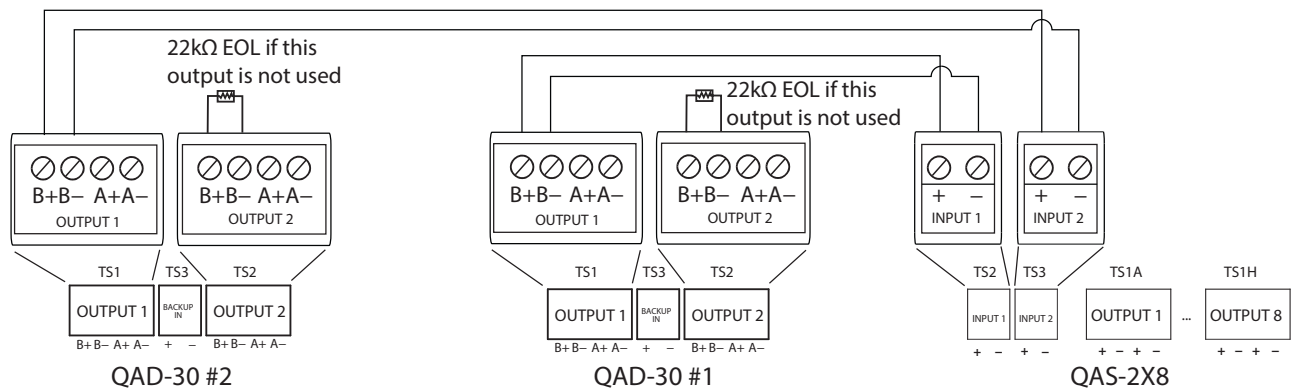 22kΩ EOL if this
output is not used
22kΩ EOL if this
output is not used
B+B– A+A–
OUTPUT 1
B+B– A+A–
OUTPUT 2
B+B– A+A–
OUTPUT 1
B+B– A+A–
OUTPUT 2
+ –
INPUT 1
+ –
INPUT 2
TS1 TS3 TS2
TS1 TS3 TS2
TS2 TS3 TS1A TS1H
OUTPUT 1
BACKUP
IN
OUTPUT 2
OUTPUT 1
BACKUP
IN
OUTPUT 2
INPUT 1
INPUT 2
OUTPUT 1
...
OUTPUT 8
B+B– A+ A– + – B+B– A+ A–
B+B– A+ A– + – B+B– A+ A–
+ – + – + – + – + – + –
QAD-30 #2
QAD-30 #1
QAS-2X8